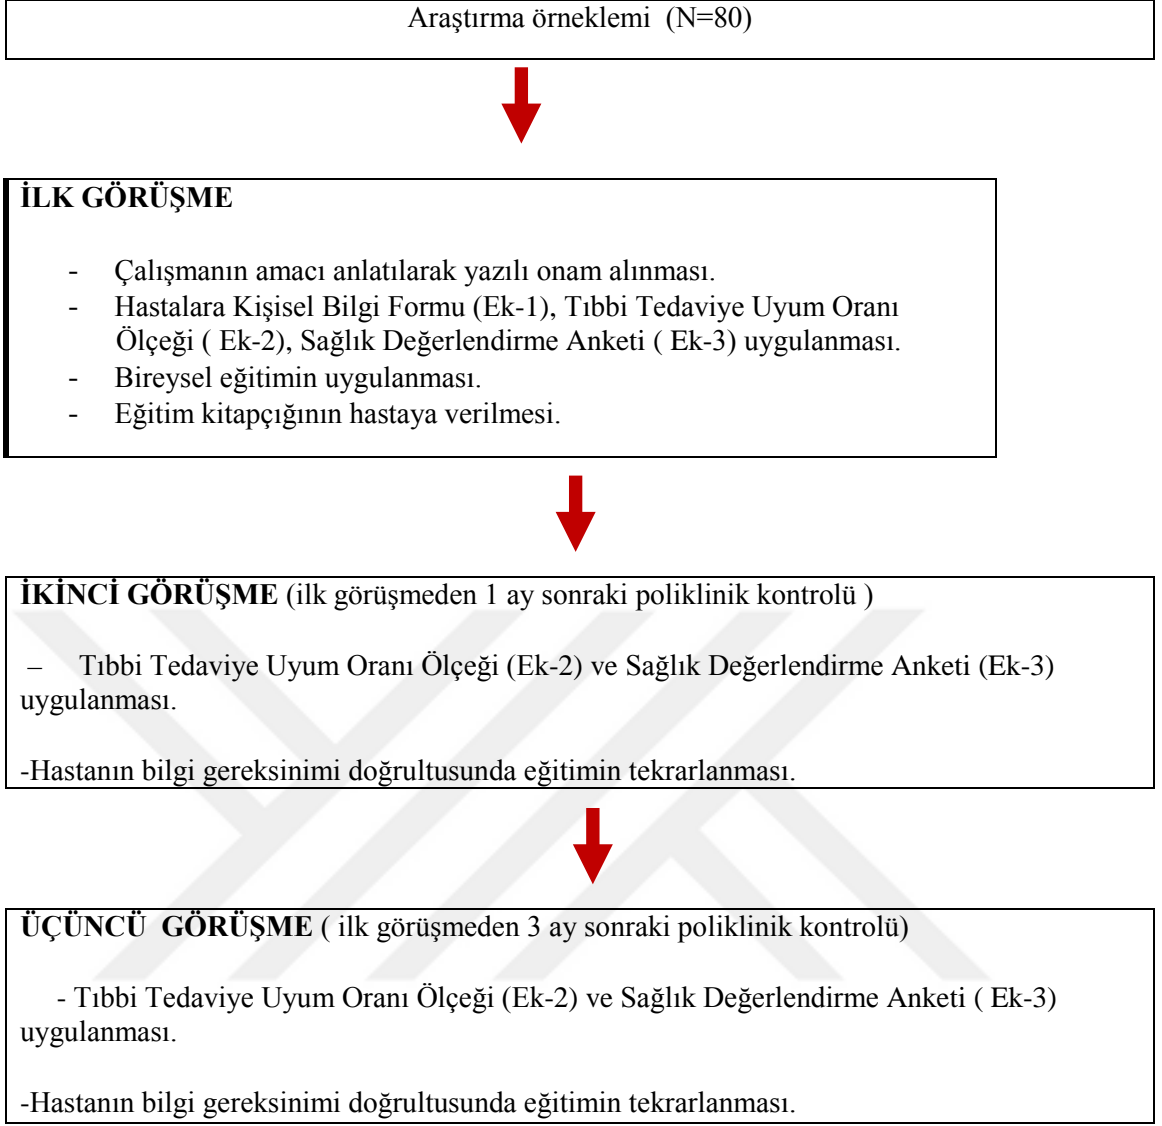 Araştırma örneklemi (N=80)
İLK GÖRÜŞME
- Çalışmanın amacı anlatılarak yazılı onam alınması.
- Hastalara Kişisel Bilgi Formu (Ek-1), Tıbbi Tedaviye Uyum Oranı
Ölçeği ( Ek-2), Sağlık Değerlendirme Anketi ( Ek-3) uygulanması.
- Bireysel eğitimin uygulanması.
- Eğitim kitapçığının hastaya verilmesi.
İKİNCİ GÖRÜŞME (ilk görüşmeden 1 ay sonraki poliklinik kontrolü )
– Tıbbi Tedaviye Uyum Oranı Ölçeği (Ek-2) ve Sağlık Değerlendirme Anketi (Ek-3)
uygulanması.
-Hastanın bilgi gereksinimi doğrultusunda eğitimin tekrarlanması.
ÜÇÜNCÜ GÖRÜŞME ( ilk görüşmeden 3 ay sonraki poliklinik kontrolü)
- Tıbbi Tedaviye Uyum Oranı Ölçeği (Ek-2) ve Sağlık Değerlendirme Anketi ( Ek-3)
uygulanması.
-Hastanın bilgi gereksinimi doğrultusunda eğitimin tekrarlanması.